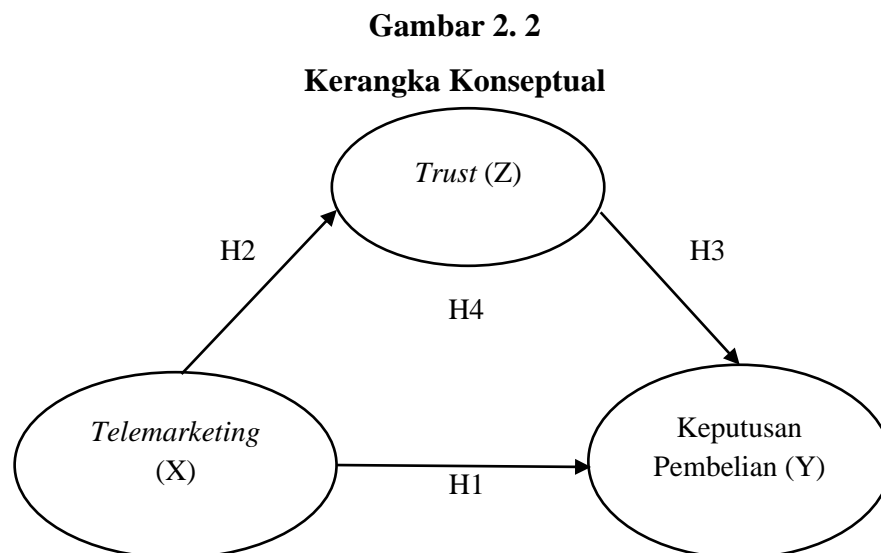 Gambar 2. 2
Kerangka Konseptual
Trust (Z)
H2
H3
H4
Telemarketing
(X)
Keputusan
Pembelian (Y)
H1